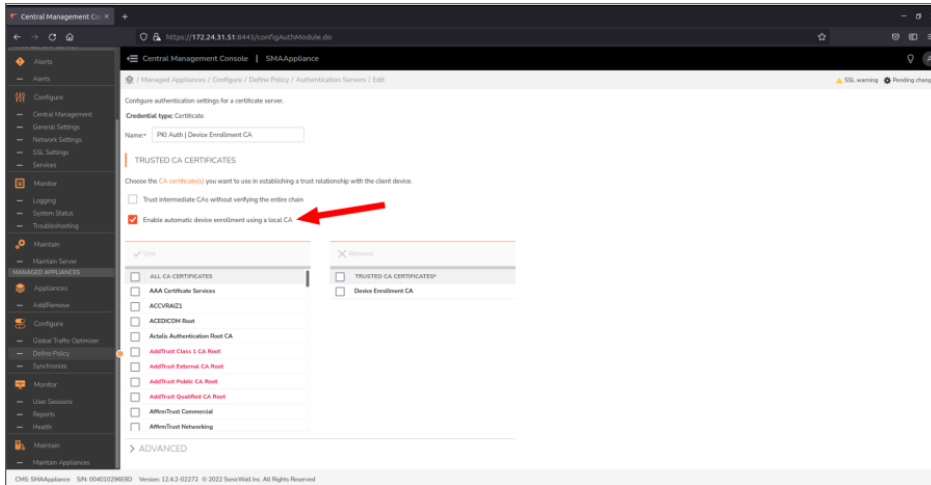 Central Management Con ×
+
https://172.24.31.51:8443/configAuthModule.do
Central Management Console | SMAAppliance
/ Managed Appliances / Configure / Define Policy / Authentication Servers / Edit
SSL warning Pending chang
Alerts
Alerts
Configure
Central Management
General Settings
Network Settings
SSL Settings
Services
Monitor
Logging
System Status
Troubleshooting
Maintain
Maintain Server
MANAGED APPLIANCES
Appliances
Add/Remove
Configure
Global Traffic Optimizer
Define Policy
Synchronize
Monitor
User Sessions
Reports
Health
Maintain
Maintain Appliances
Configure authentication settings for a certificate server.
Credential type: Certificate
Name:* PKI Auth | Device Enrollment CA
TRUSTED CA CERTIFICATES
Choose the CA certificate(s) you want to use in establishing a trust relationship with the client device.
Trust intermediate CAs without verifying the entire chain
Enable automatic device enrollment using a local CA
Use
ALL CA CERTIFICATES
AAA Certificate Services
ACCVRAIZ1
ACEDICOM Root
Actalis Authentication Root CA
AddTrust Class 1 CA Root
AddTrust External CA Root
AddTrust Public CA Root
AddTrust Qualified CA Root
AffirmTrust Commercial
AffirmTrust Networking
Remove
TRUSTED CA CERTIFICATES*
Device Enrollment CA
ADVANCED
CMS: SMAAppliance S/N: 004010296EBD Version: 12.4.2-02272 © 2022 SonicWall Inc. All Rights Reserved